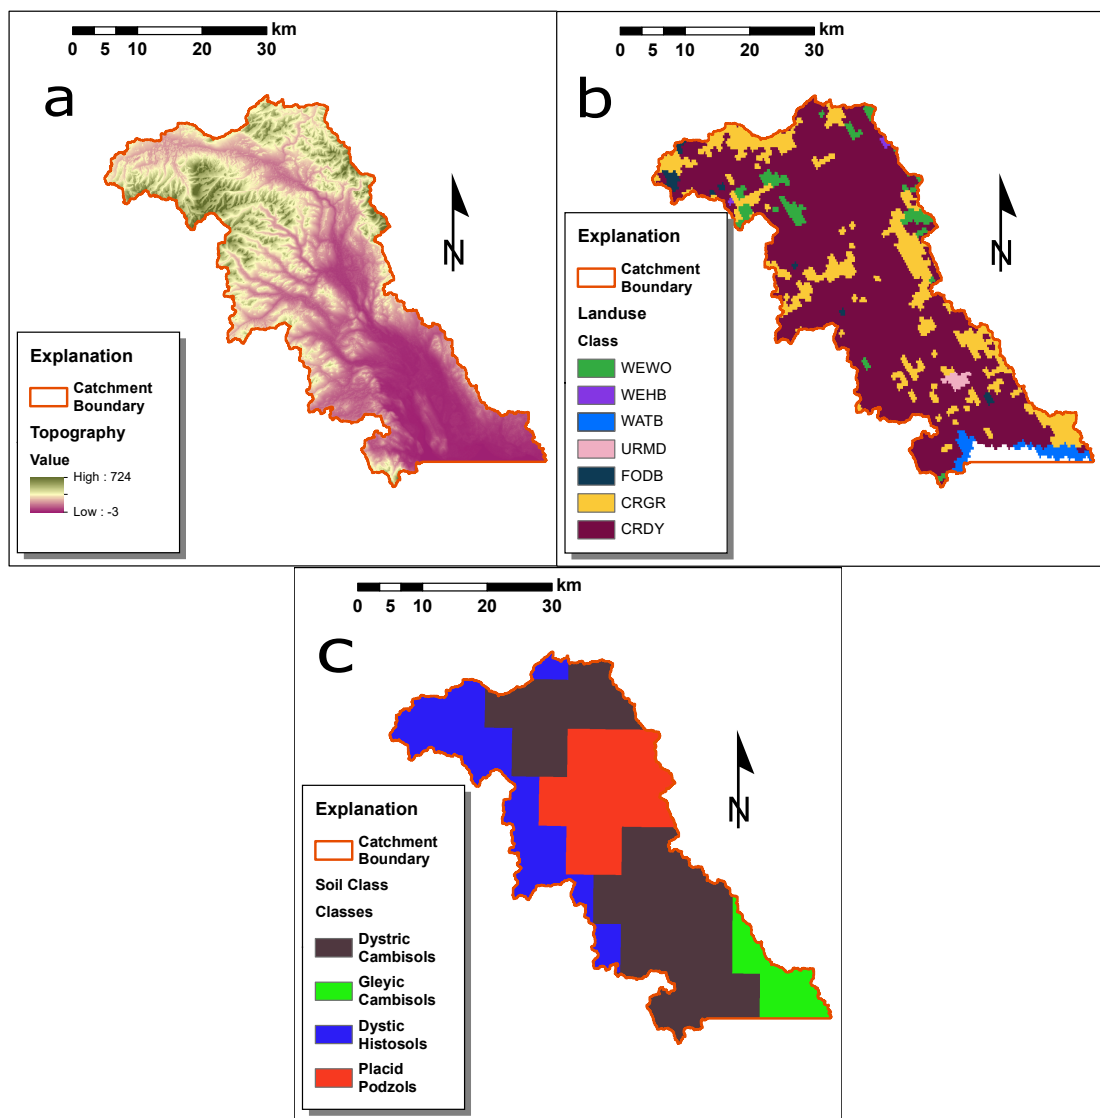 km
0 5 10 20 30
a
N
Explanation
Catchment
Boundary
Topography
Value
High : 724
Low : -3
km
0 5 10 20 30
b
N
Explanation
Catchment
Boundary
Landuse
Class
WEWO
WEHB
WATB
URMD
FODB
CRGR
CRDY
km
0 5 10 20 30
c
N
Explanation
Catchment
Boundary
Soil Class
Classes
Dystric
Cambisols
Gleyic
Cambisols
Dystic
Histosols
Placid
Podzols